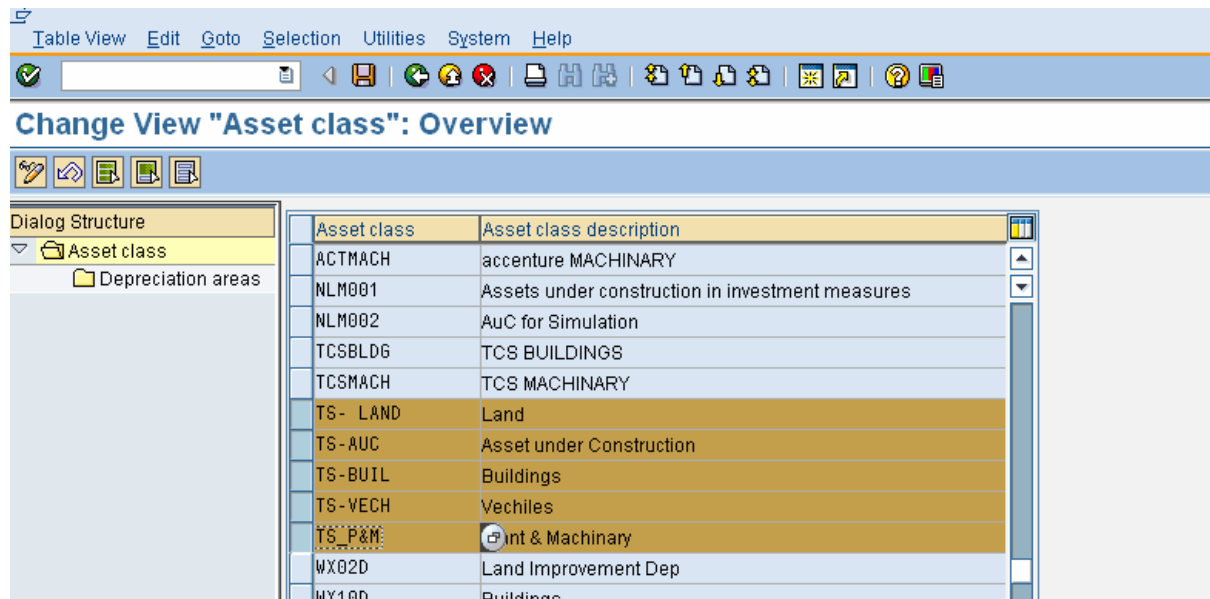 Table View Edit Goto Selection Utilities System Help
Change View "Asset class": Overview
Dialog Structure
Asset class
Depreciation areas
Asset class Asset class description
ACTMACH accenture MACHINARY
NLM001 Assets under construction in investment measures
NLM002 AuC for Simulation
TCSBLDG TCS BUILDINGS
TCSMACH TCS MACHINARY
TS- LAND Land
TS-AUC Asset under Construction
TS-BUIL Buildings
TS-VECH Vechiles
TS_P&M & Machinary
WX02D Land Improvement Dep
WX10D Buildings